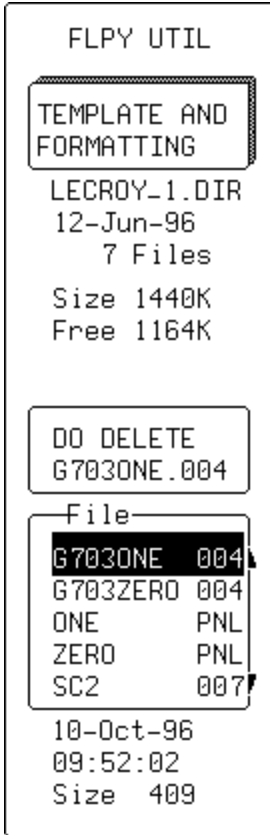 FLPY UTIL
TEMPLATE AND
FORMATTING
LECROY_1.DIR
12-Jun-96
7 Files
Size 1440K
Free 1164K
DO DELETE
G703ONE.004
File
G703ONE 004
G703ZERO 004
ONE PNL
ZERO PNL
SC2 007
10-Oct-96
09:52:02
Size 409